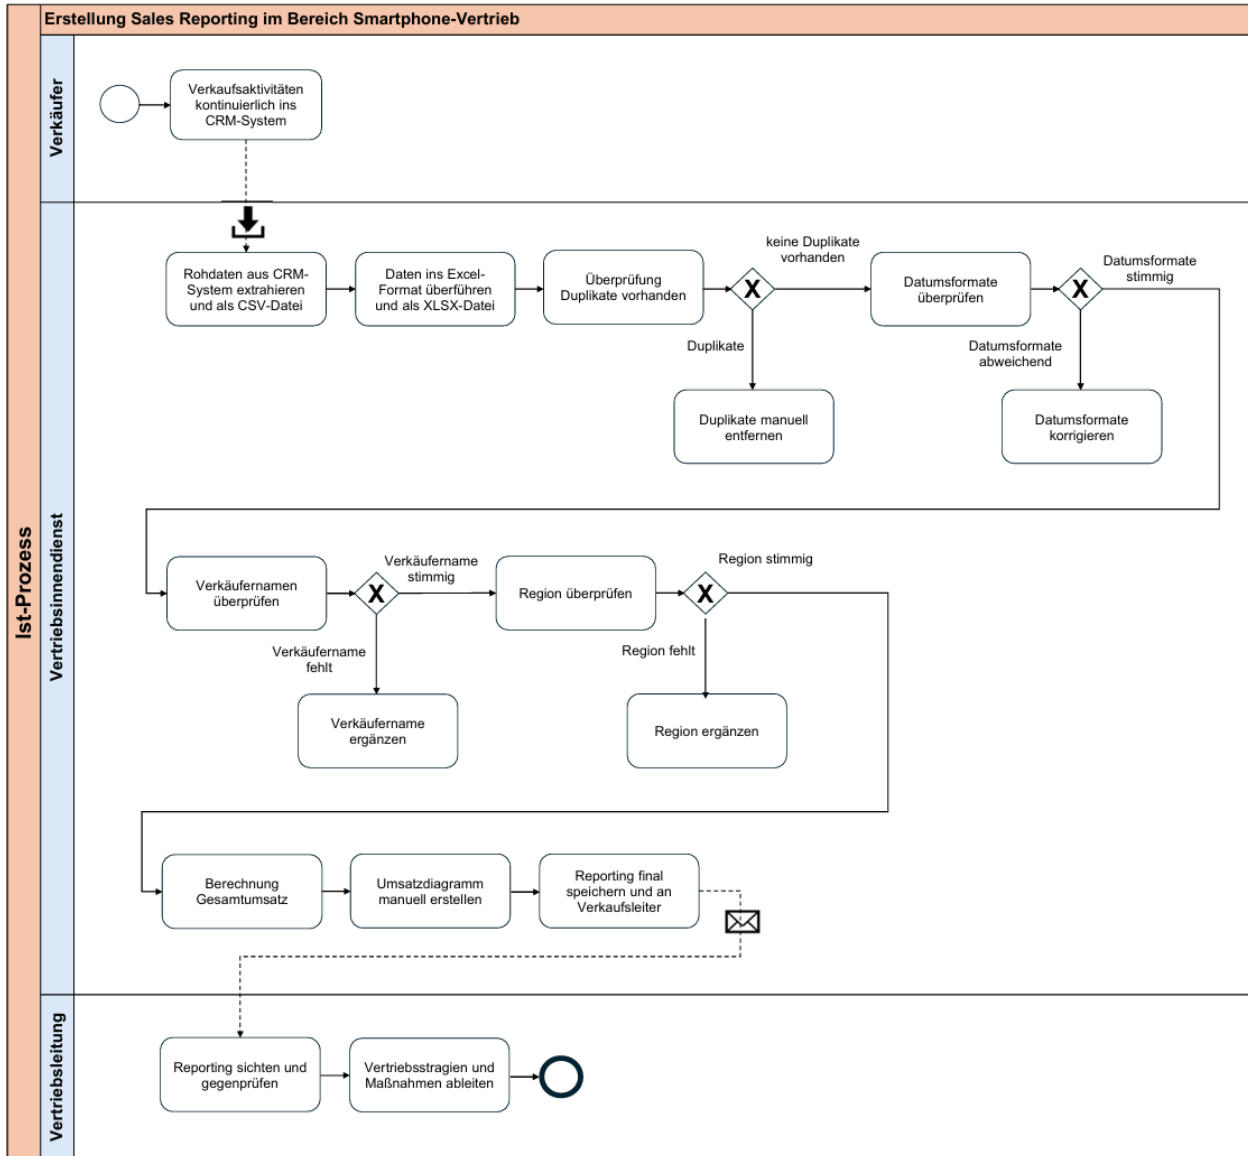 Erstellung Sales Reporting im Bereich Smartphone-Vertrieb
Ist-Prozess
Verkäufer
Verkaufsaktivitäten
kontinuierlich ins
CRM-System
Vertriebsinnendienst
Rohdaten aus CRM-
System extrahieren
und als CSV-Datei
Daten ins Excel-
Format überführen
und als XLSX-Datei
Überprüfung
Duplikate vorhanden
X
keine Duplikate
vorhanden
Duplikate
Duplikate manuell
entfernen
Datumsformate
überprüfen
X
Datumsformate
stimmig
Datumsformate
abweichend
Datumsformate
korrigieren
Verkäufernamen
überprüfen
X
Verkäufername
stimmig
Verkäufername
fehlt
Verkäufername
ergänzen
Region überprüfen
X
Region stimmig
Region fehlt
Region ergänzen
Berechnung
Gesamtumsatz
Umsatzdiagramm
manuell erstellen
Reporting final
speichern und an
Verkaufsleiter
Vertriebsleitung
Reporting sichten und
gegenprüfen
Vertriebsstragien und
Maßnahmen ableiten